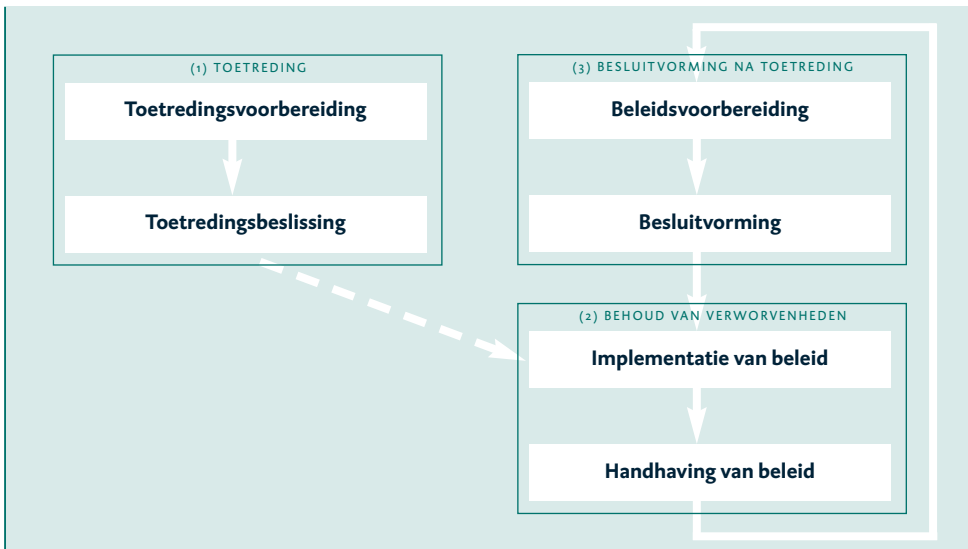 (1) TOETREDING
Toetredingsvoorbereiding
Toetredingsbeslissing
(3) BESLUITVORMING NA TOETREDING
Beleidsvoorbereiding
Besluitvorming
(2) BEHOUD VAN VERWORVENHEDEN
Implementatie van beleid
Handhaving van beleid